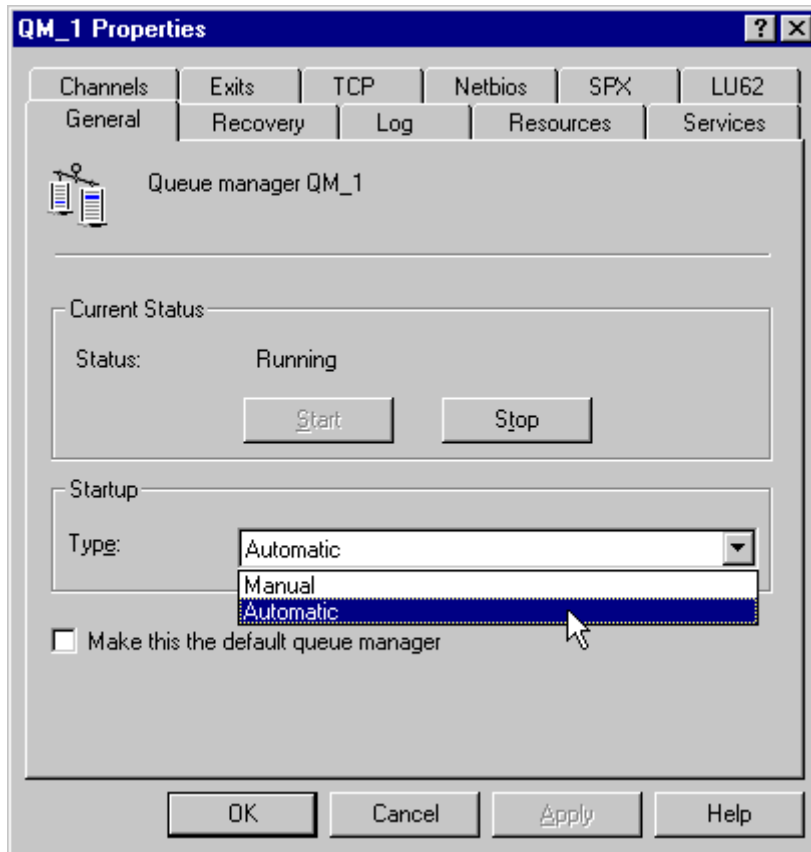 QM_1 Properties
Channels Exits TCP Netbios SPX LU62
General Recovery Log Resources Services
Queue manager QM_1
Current Status
Status: Running
Start Stop
Startup
Type: Automatic
Manual
Automatic
Make this the default queue manager
OK Cancel Apply Help